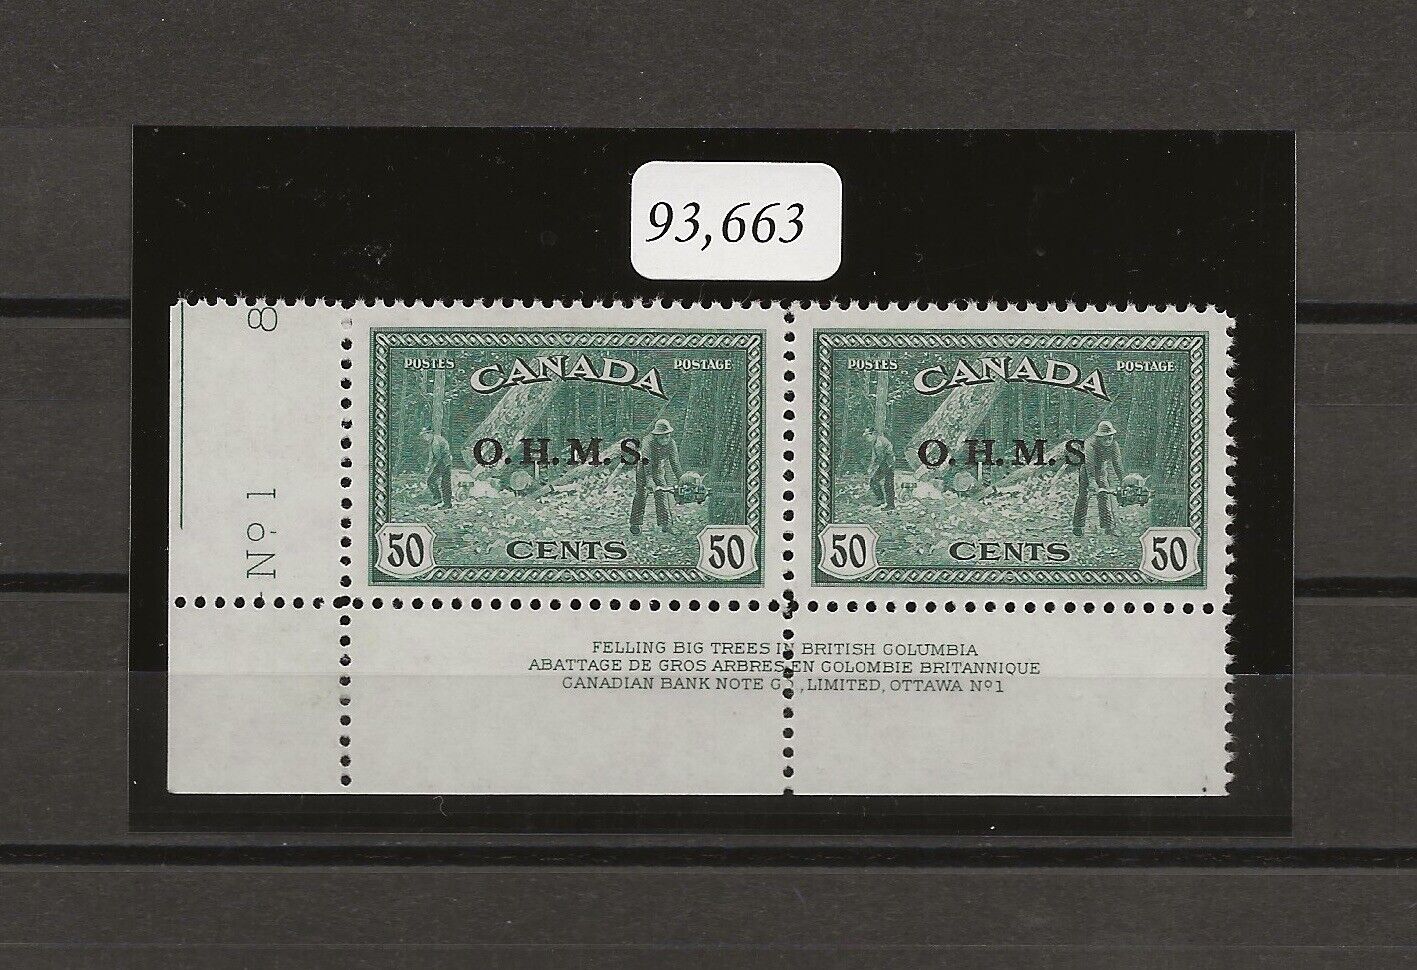 93,663
8
Nº 1
POSTES CANADA POSTAGE
O.H.M.S.
50 CENTS 50
POSTES CANADA POSTAGE
O.H.M.S
50 CENTS 50
FELLING BIG TREES IN BRITISH COLUMBIA
ABATTAGE DE GROS ARBRES EN COLOMBIE BRITANNIQUE
CANADIAN BANK NOTE CO., LIMITED, OTTAWA Nº1